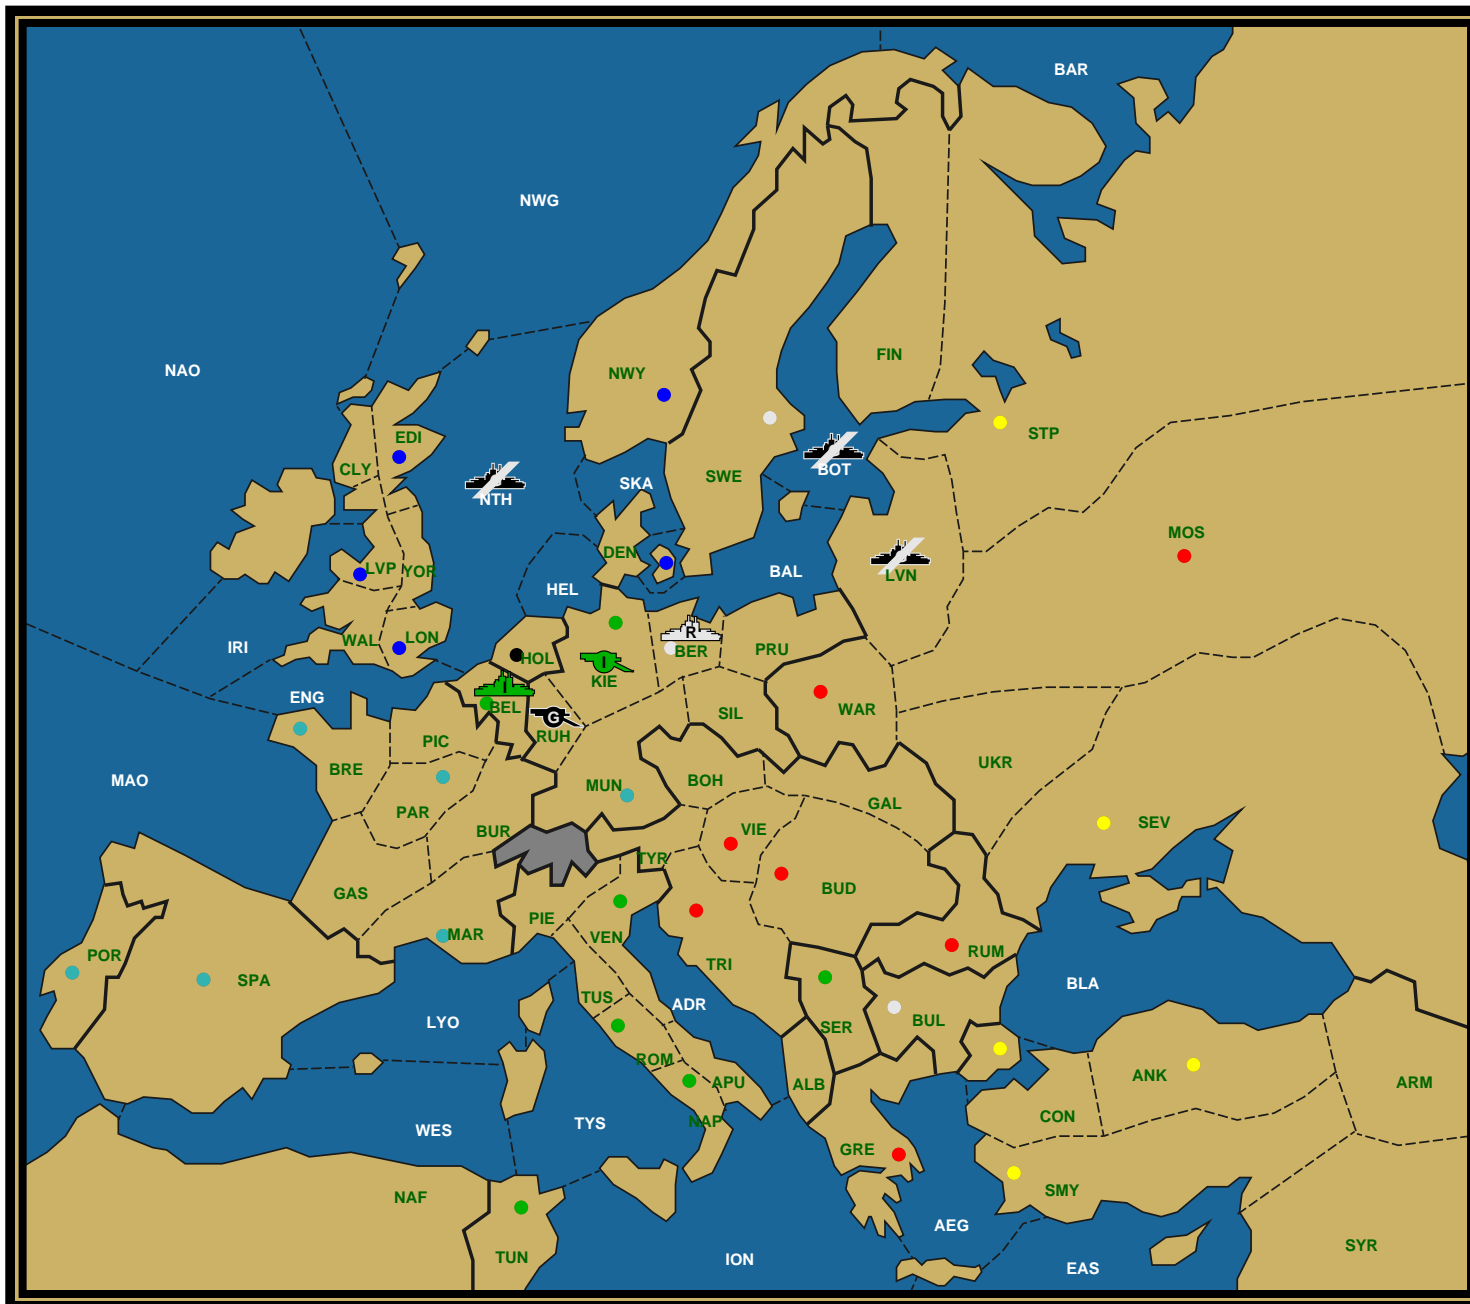 BAR
NWG
NAO
FIN
NWY
STP
EDI
CLY
SWE
BOT
SKA
NTH
MOS
DEN
LVN
LVP
YOR
BAL
HEL
WAL
LON
IRI
R
BER
PRU
HOL
I
KIE
ENG
I
BEL
G
RUH
SIL
WAR
PIC
BRE
UKR
MAO
MUN
BOH
GAL
PAR
BUR
VIE
SEV
TYR
BUD
GAS
PIE
MAR
VEN
RUM
POR
SPA
TRI
BLA
TUS
ADR
LYO
SER
BUL
ROM
APU
ALB
ANK
ARM
NAP
CON
WES
TYS
GRE
SMY
NAF
AEG
TUN
ION
EAS
SYR